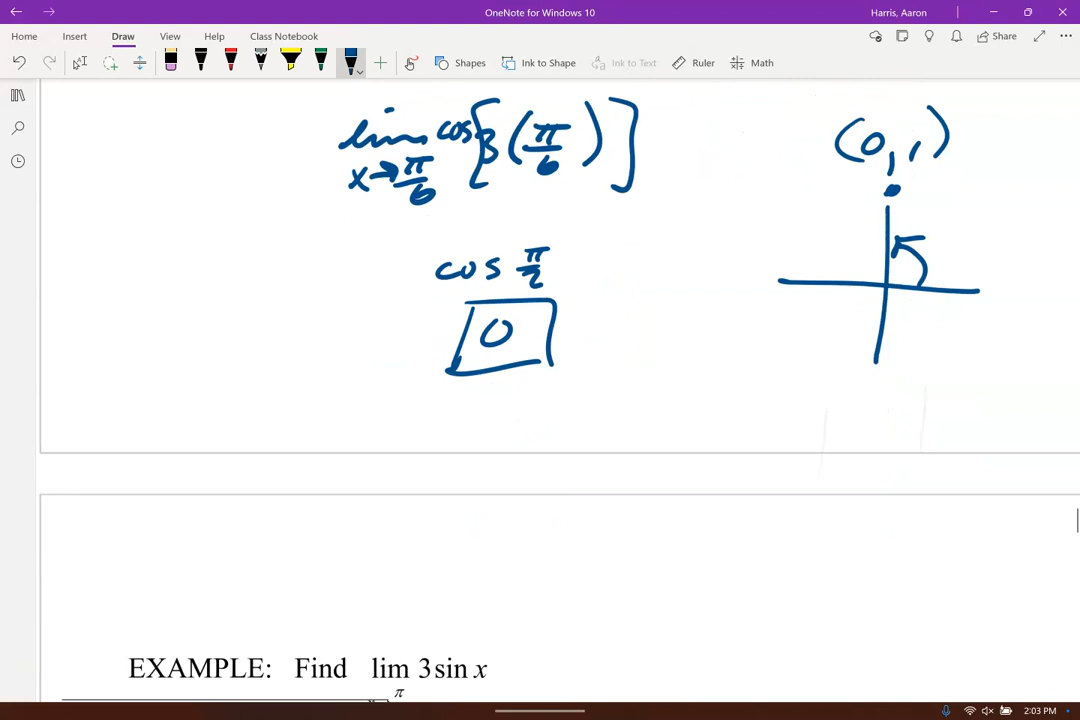 OneNote for Windows 10
Harris, Aaron
Home Insert Draw View Help Class Notebook
Share
Shapes Ink to Shape Ink to Text Ruler Math
lim cos[3(π/6)]
x→π/6
(0,1)
cos π/2
0
EXAMPLE: Find lim 3 sin x
π
2:03 PM